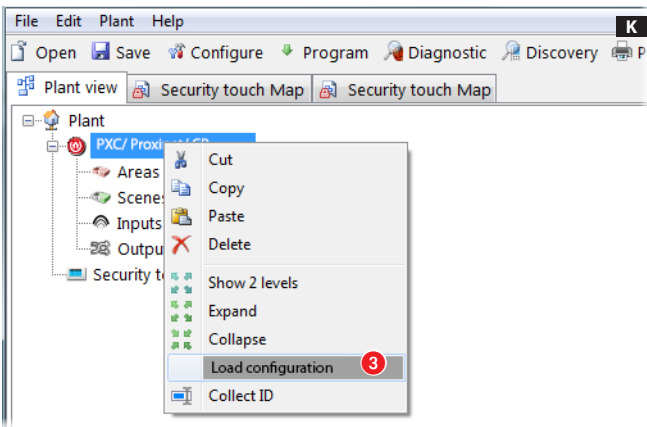 File Edit Plant Help
K
Open Save Configure Program Diagnostic Discovery P
Plant view Security touch Map Security touch Map
Plant
PXC/
Areas
Scenes
Inputs
Security
Cut
Copy
Paste
Delete
Show 2 levels
Expand
Collapse
Load configuration 3
Collect ID